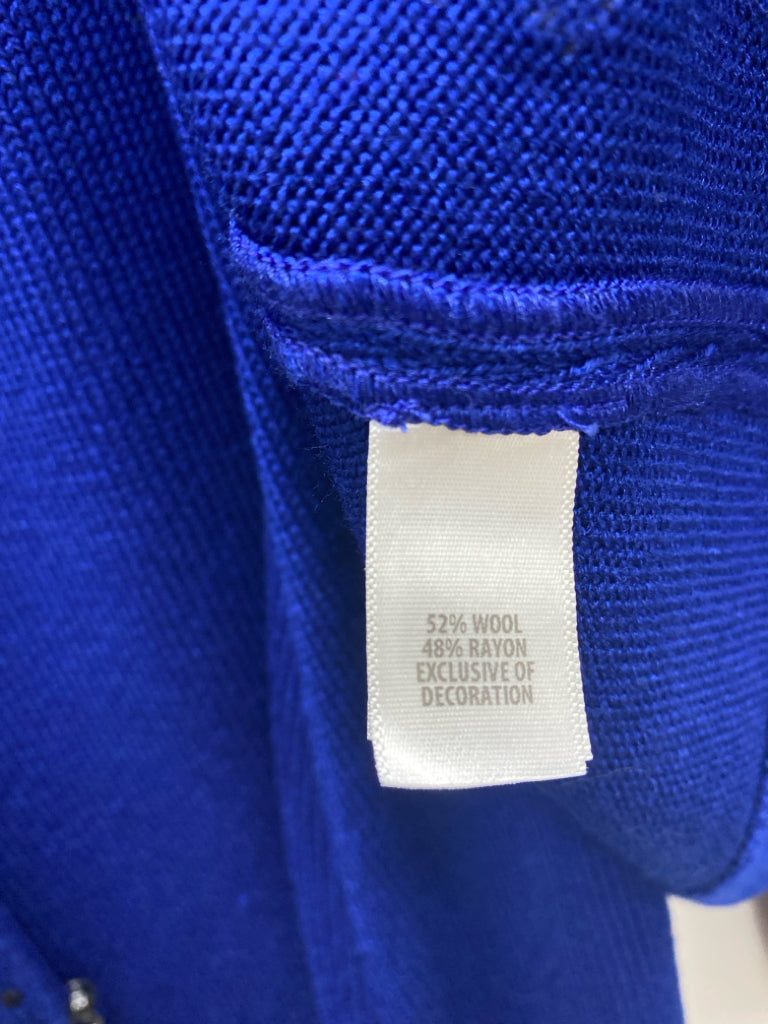 52% WOOL
48% RAYON
EXCLUSIVE OF
DECORATION